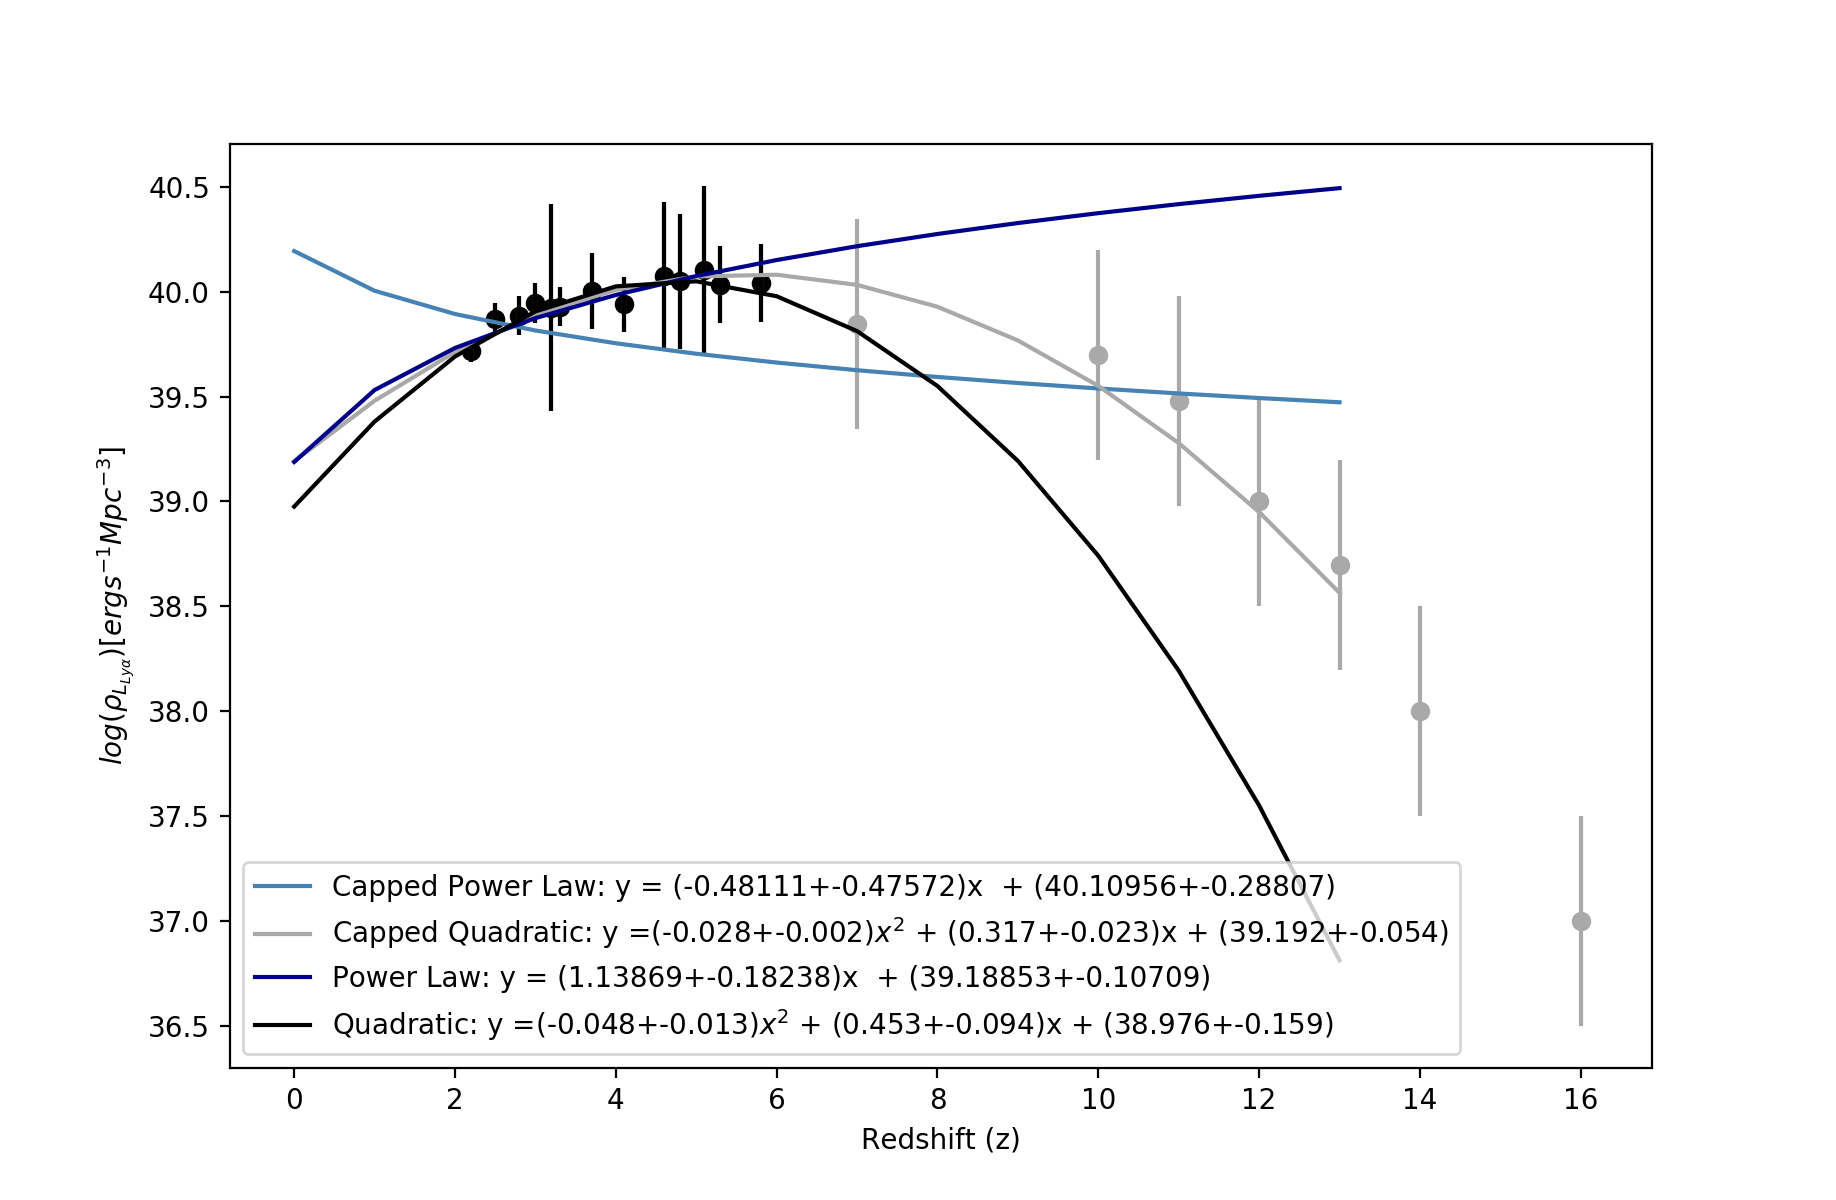 40.5
40.0
39.5
39.0
38.5
38.0
37.5
37.0
36.5
log(ρ_{L_{Lyα}})[ergs^{−1}Mpc^{−3}]
Capped Power Law: y = (-0.48111+-0.47572)x  + (40.10956+-0.28807)
Capped Quadratic: y =(-0.028+-0.002)x² + (0.317+-0.023)x + (39.192+-0.054)
Power Law: y = (1.13869+-0.18238)x  + (39.18853+-0.10709)
Quadratic: y =(-0.048+-0.013)x² + (0.453+-0.094)x + (38.976+-0.159)
0 2 4 6 8 10 12 14 16
Redshift (z)